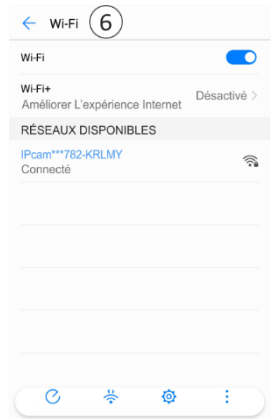 Wi-Fi 6
Wi-Fi
Wi-Fi+
Améliorer L'expérience Internet Désactivé
RÉSEAUX DISPONIBLES
IPcam***782-KRLMY
Connecté